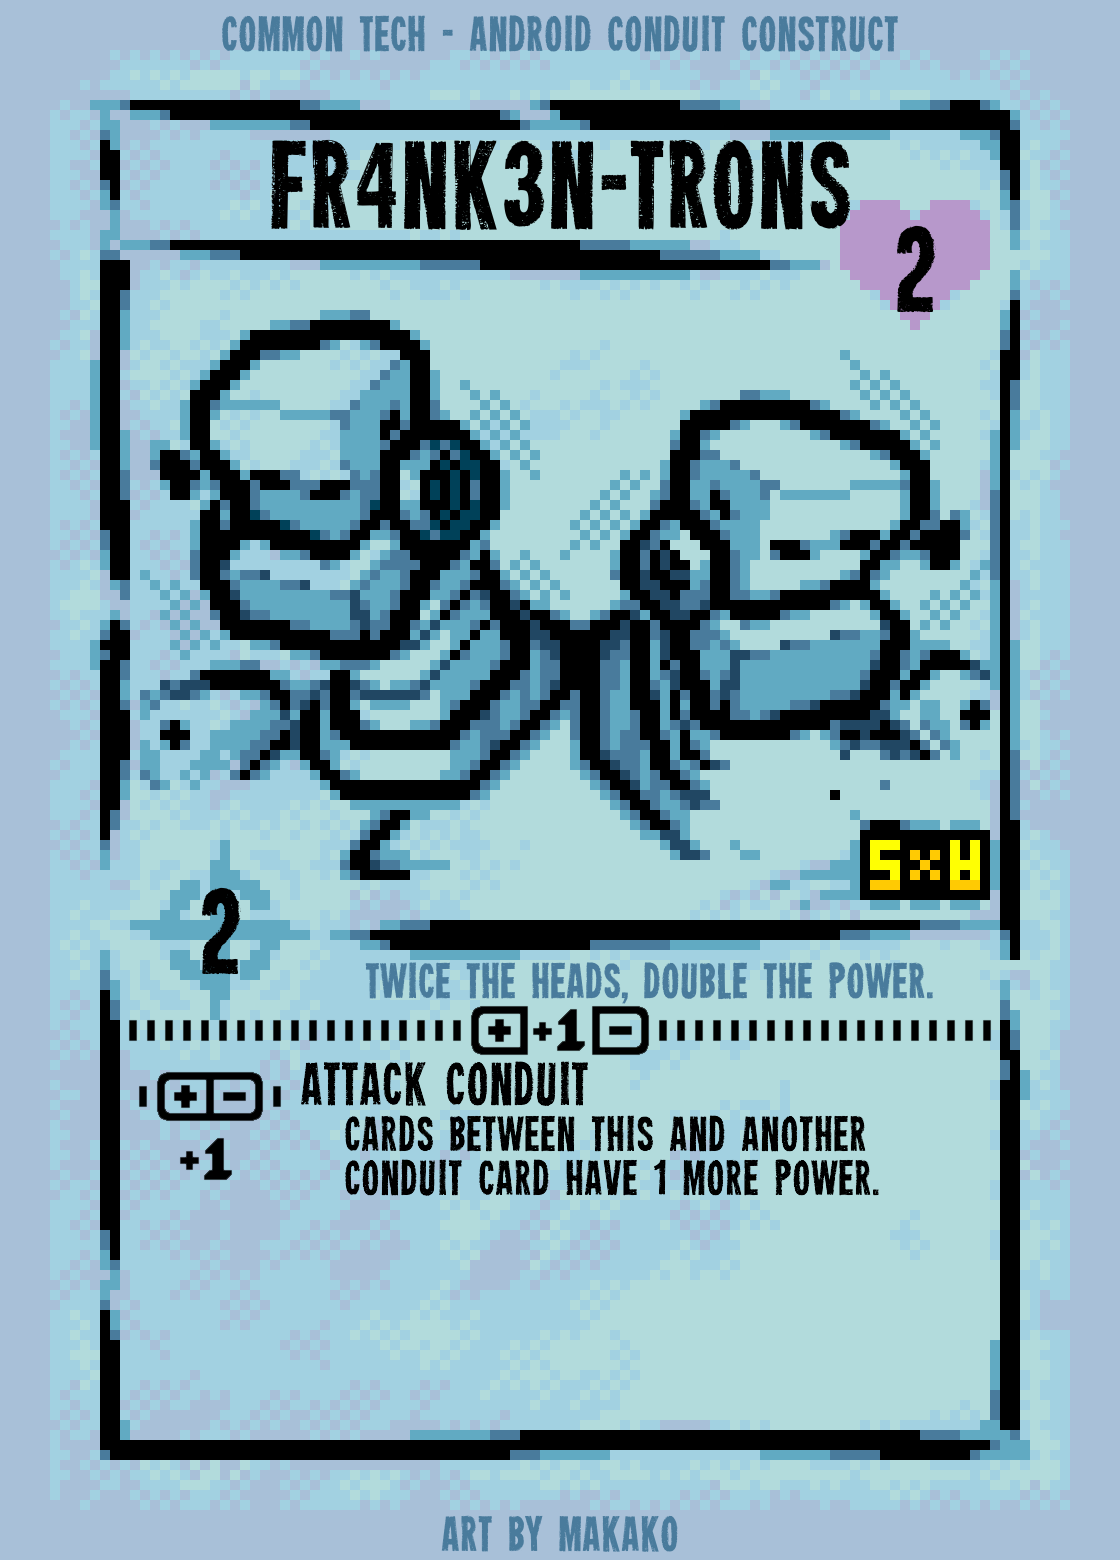 COMMON TECH - ANDROID CONDUIT CONSTRUCT
FR4NK3N-TRONS
2
5×A
2
TWICE THE HEADS, DOUBLE THE POWER.
+ +1 -
+ - ATTACK CONDUIT
CARDS BETWEEN THIS AND ANOTHER
+1
CONDUIT CARD HAVE 1 MORE POWER.
ART BY MAKAKO